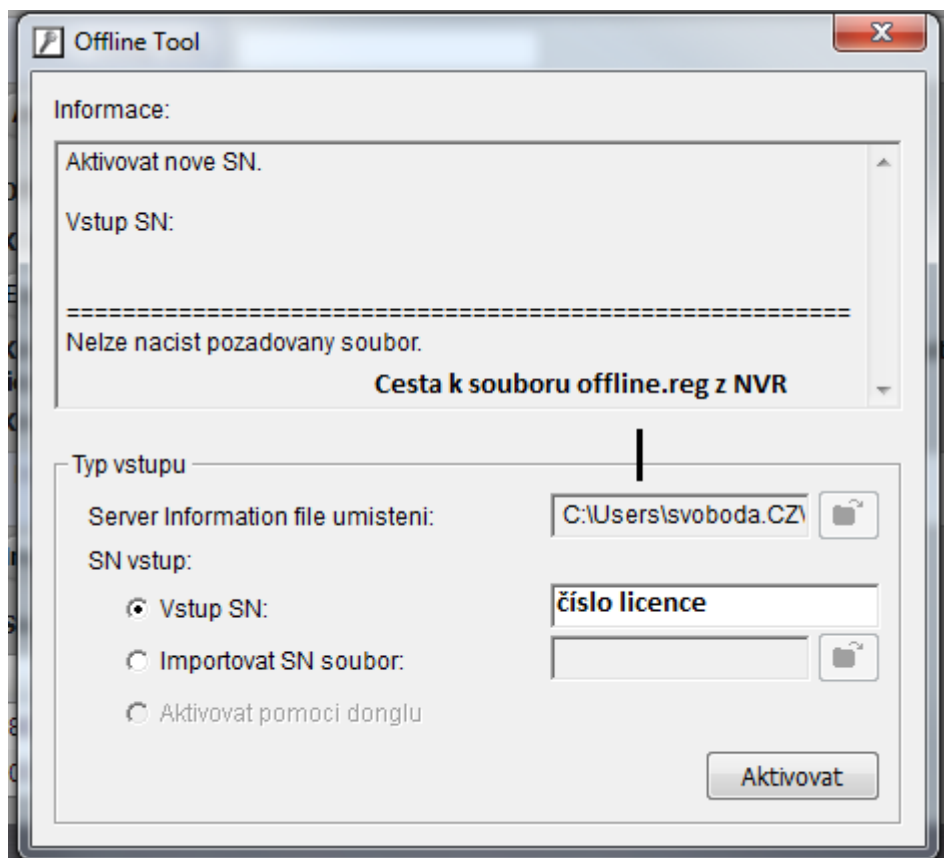 Offline Tool
Informace:
Aktivovat nove SN.
Vstup SN:
========================================================
Nelze nacist pozadovany soubor.
Cesta k souboru offline.reg z NVR
Typ vstupu
Server Information file umisteni:
C:\Users\svoboda.CZ\
SN vstup:
Vstup SN:
číslo licence
Importovat SN soubor:
Aktivovat pomoci donglu
Aktivovat